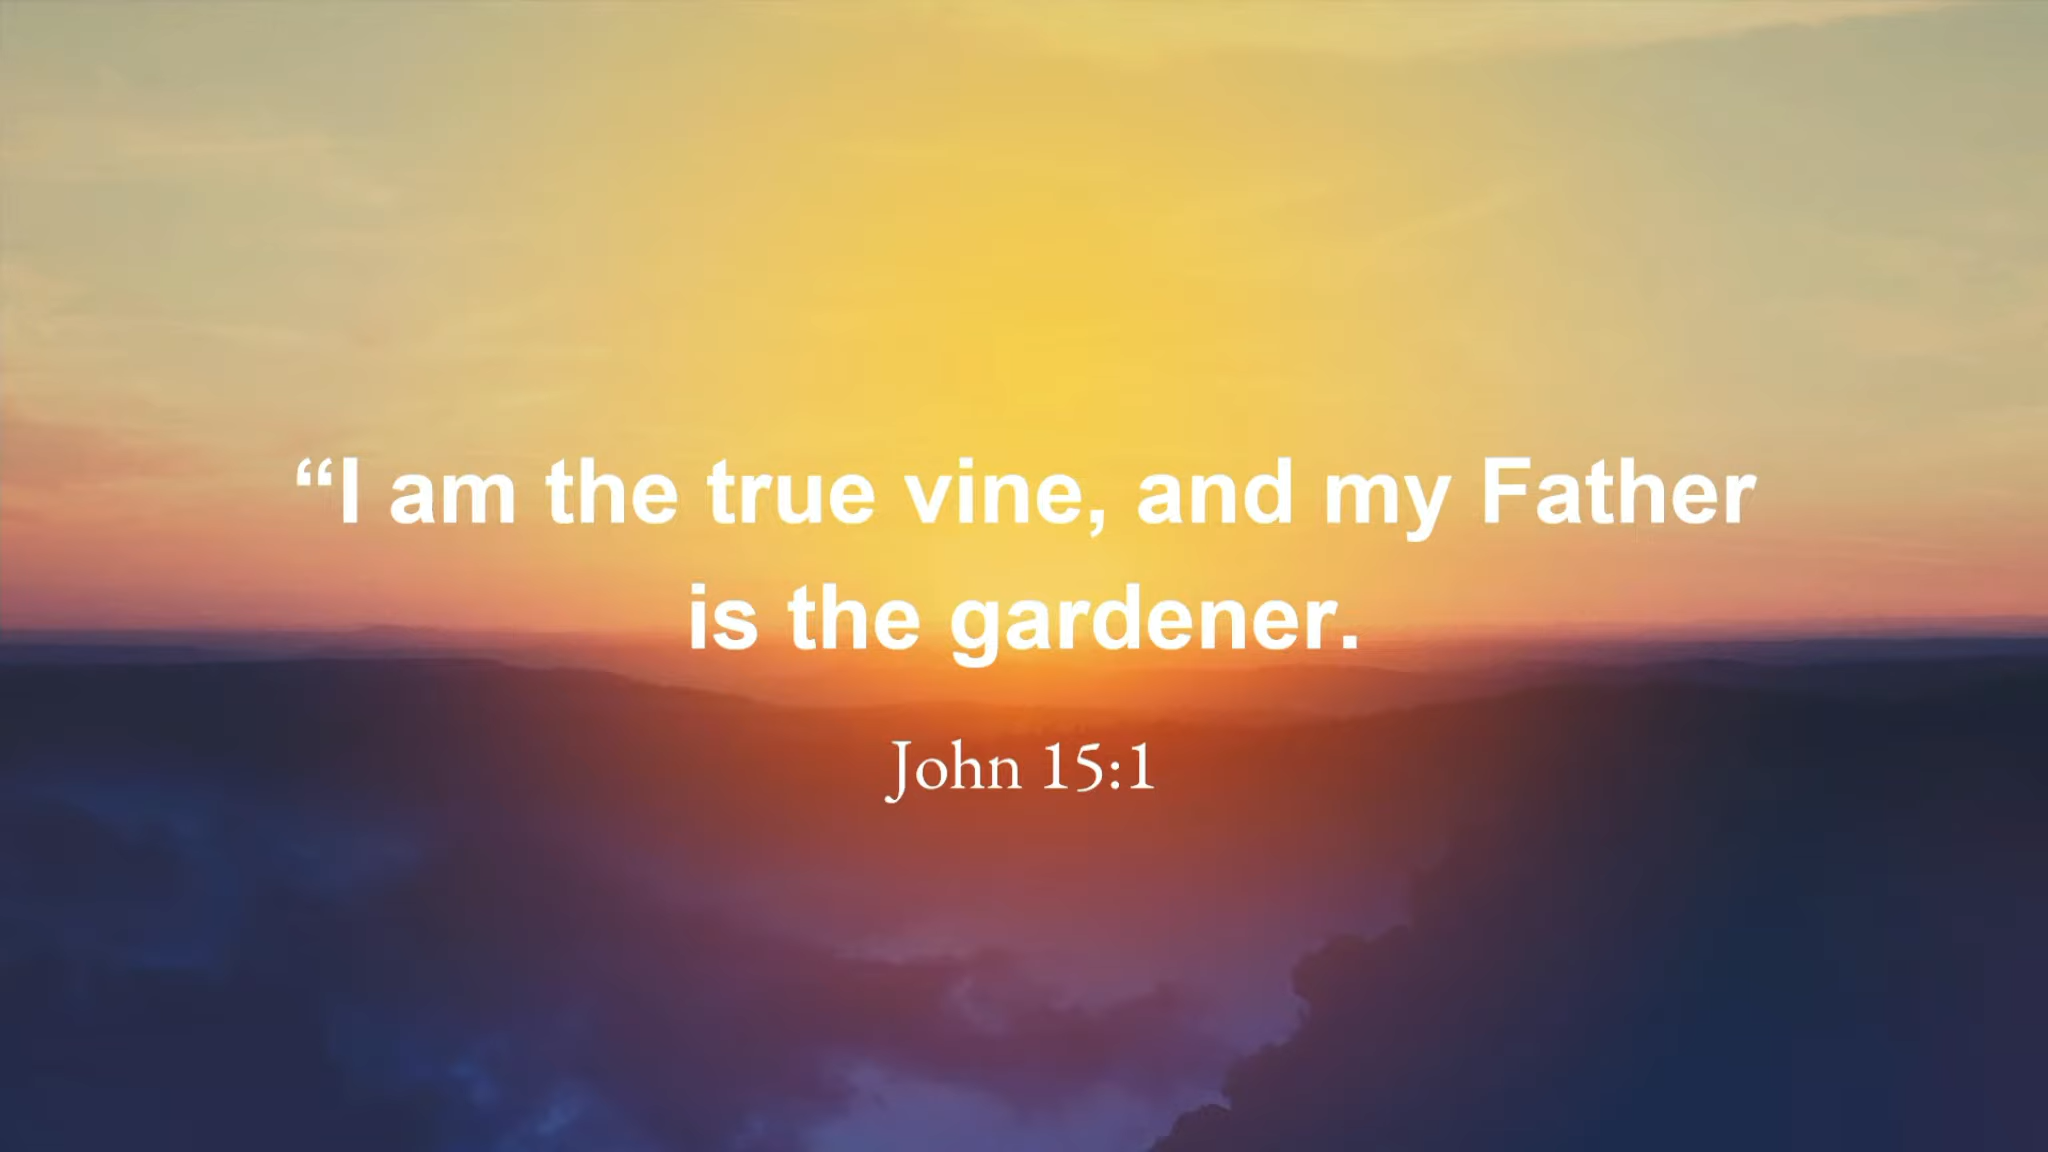 “I am the true vine, and my Father
is the gardener.
John 15:1